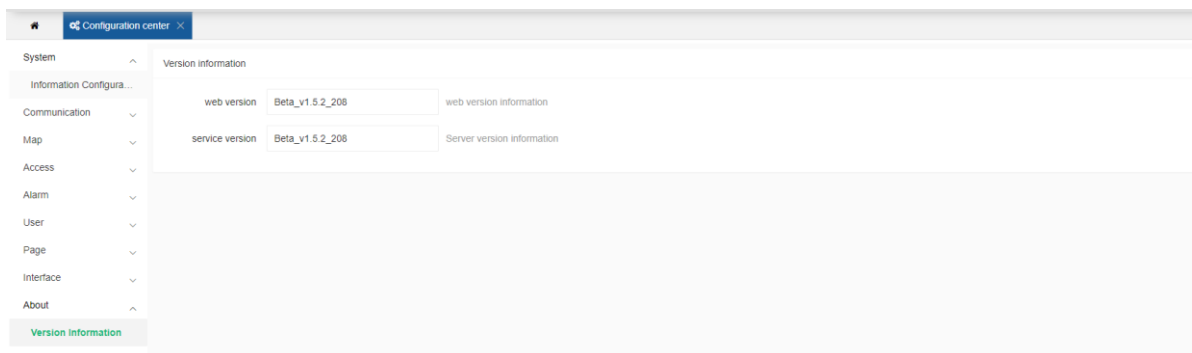 Configuration center
System
Information Configura...
Communication
Map
Access
Alarm
User
Page
Interface
About
Version Information
Version information
web version Beta_v1.5.2_208 web version information
service version Beta_v1.5.2_208 Server version information